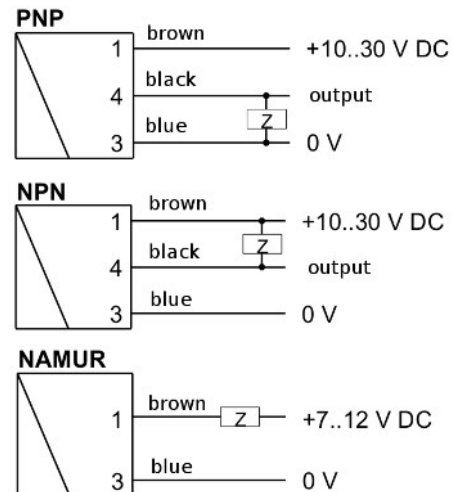 PNP
1 brown +10..30 V DC
4 black output
Z
3 blue 0 V
NPN
1 brown +10..30 V DC
Z
4 black output
3 blue 0 V
NAMUR
1 brown Z +7..12 V DC
3 blue 0 V